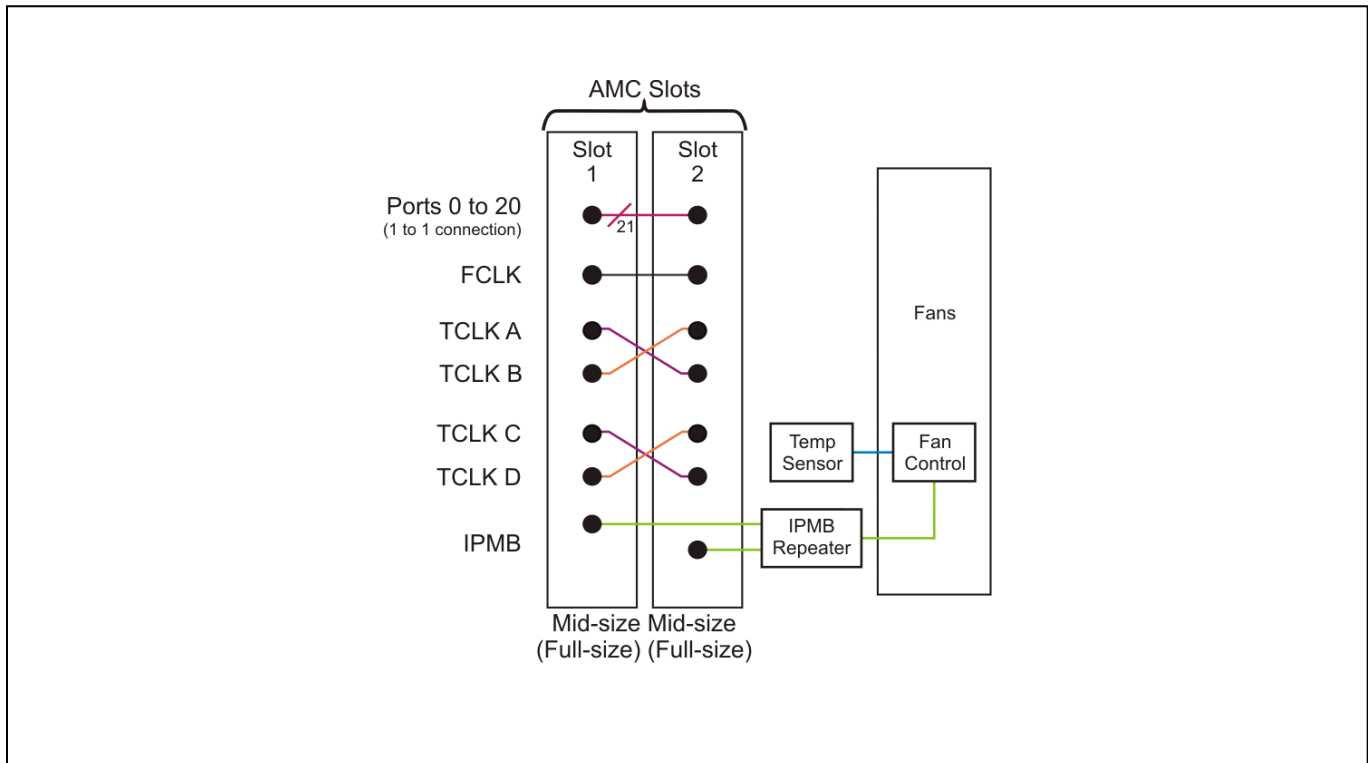 AMC Slots
Slot
1
Slot
2
Ports 0 to 20
(1 to 1 connection)
21
FCLK
TCLK A
TCLK B
TCLK C
TCLK D
IPMB
Fans
Temp
Sensor
Fan
Control
IPMB
Repeater
Mid-size Mid-size
(Full-size) (Full-size)